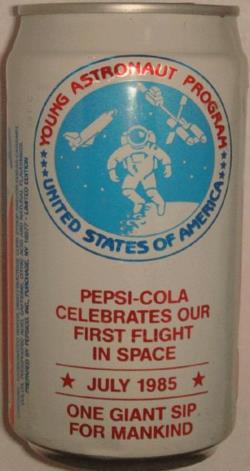 YOUNG ASTRONAUT PROGRAM
UNITED STATES OF AMERICA
PEPSI-COLA
CELEBRATES OUR
FIRST FLIGHT
IN SPACE
★ JULY 1985 ★
ONE GIANT SIP
FOR MANKIND